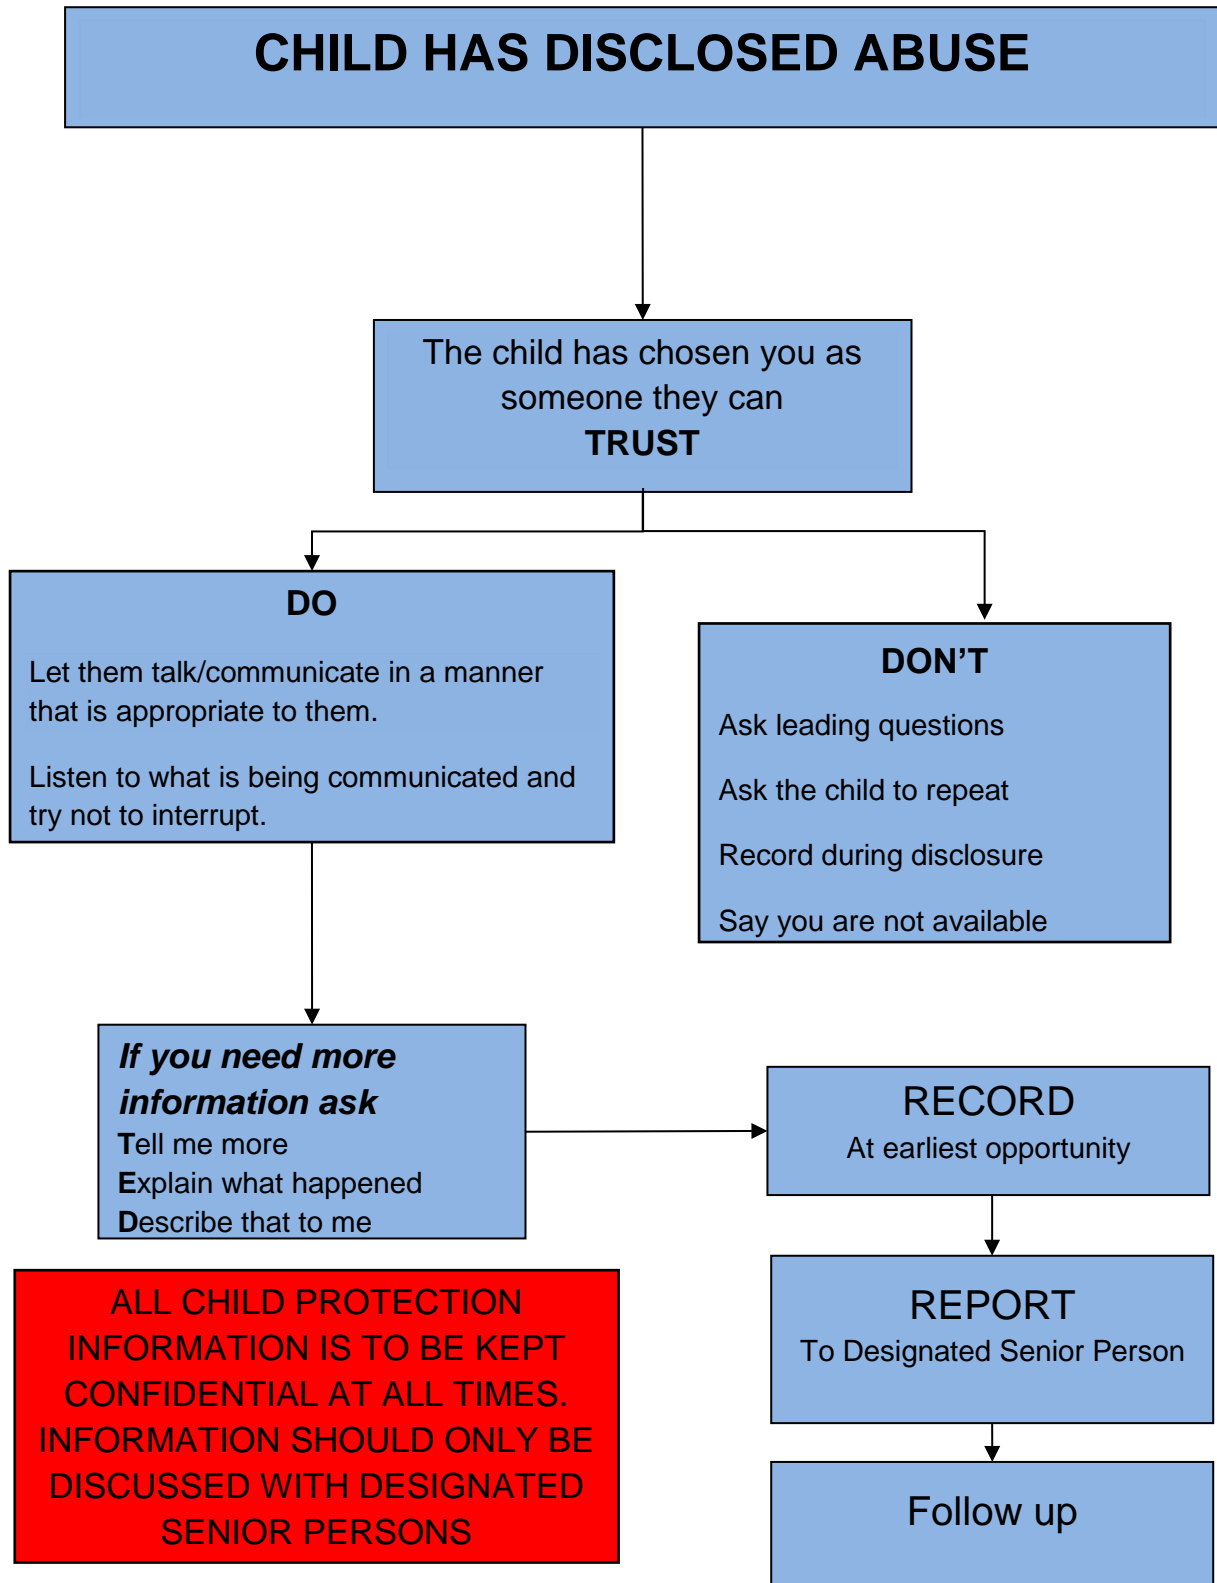 CHILD HAS DISCLOSED ABUSE
The child has chosen you as
someone they can
TRUST
DO
Let them talk/communicate in a manner
that is appropriate to them.
Listen to what is being communicated and
try not to interrupt.
DON’T
Ask leading questions
Ask the child to repeat
Record during disclosure
Say you are not available
If you need more
information ask
Tell me more
Explain what happened
Describe that to me
RECORD
At earliest opportunity
REPORT
To Designated Senior Person
Follow up
ALL CHILD PROTECTION
INFORMATION IS TO BE KEPT
CONFIDENTIAL AT ALL TIMES.
INFORMATION SHOULD ONLY BE
DISCUSSED WITH DESIGNATED
SENIOR PERSONS